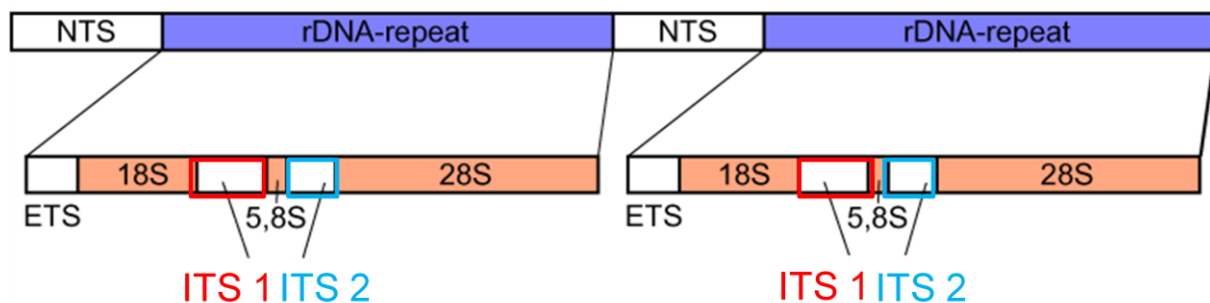 NTS rDNA-repeat NTS rDNA-repeat
18S 28S 18S 28S
ETS 5,8S ETS 5,8S
ITS 1 ITS 2 ITS 1 ITS 2